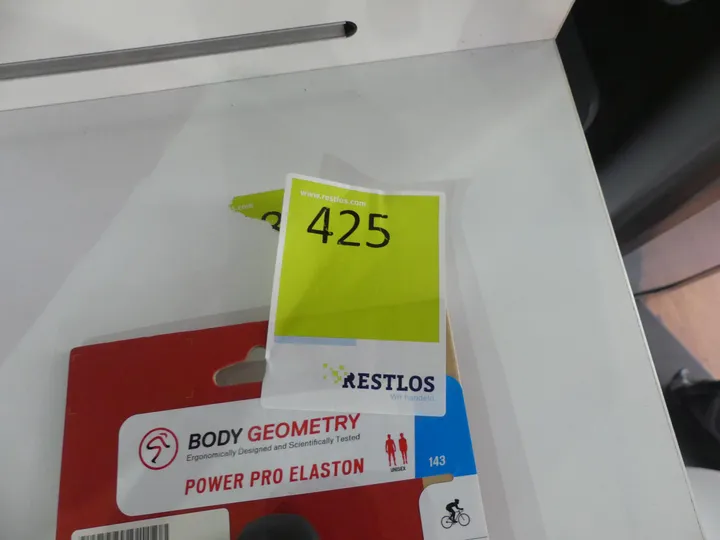 www.restlos.com
425
RESTLOS
BODY GEOMETRY
Ergonomically Designed and Scientifically Tested
POWER PRO ELASTON
UNISEX
143